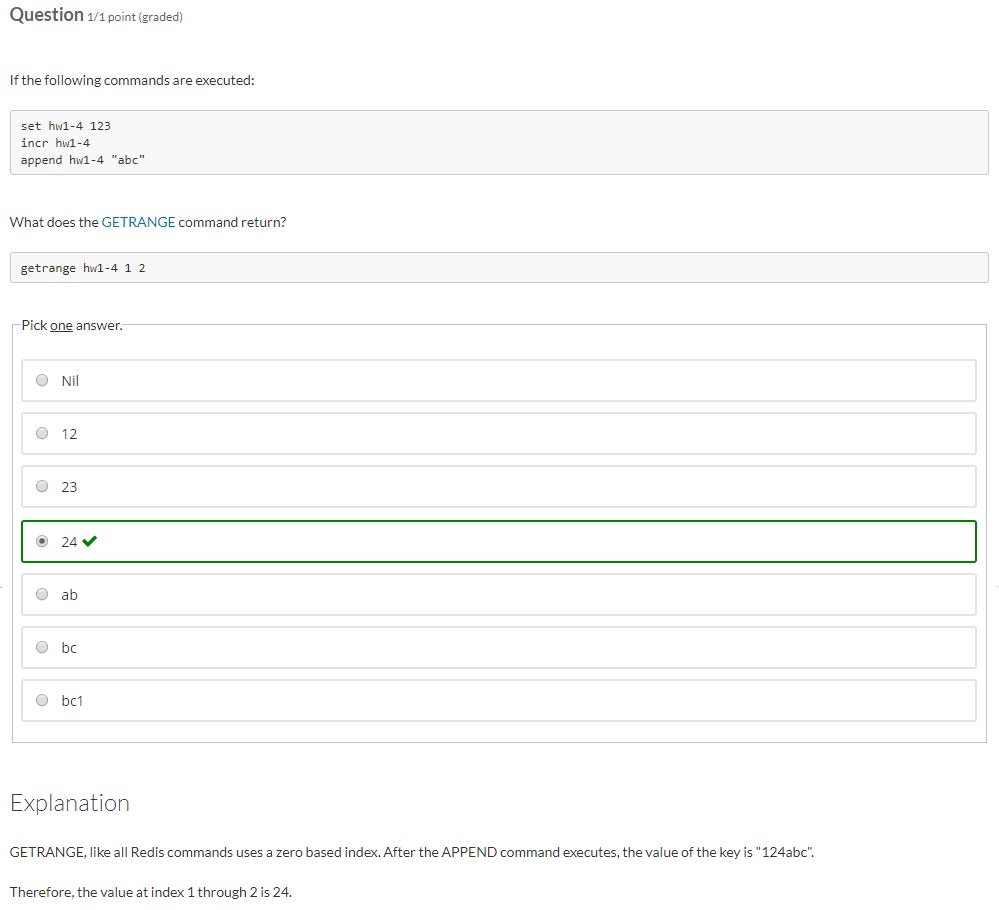 Question 1/1 point (graded)
If the following commands are executed:
set hw1-4 123
incr hw1-4
append hw1-4 "abc"
What does the GETRANGE command return?
getrange hw1-4 1 2
Pick one answer.
Nil
12
23
24
ab
bc
bc1
Explanation
GETRANGE, like all Redis commands uses a zero based index. After the APPEND command executes, the value of the key is "124abc".
Therefore, the value at index 1 through 2 is 24.